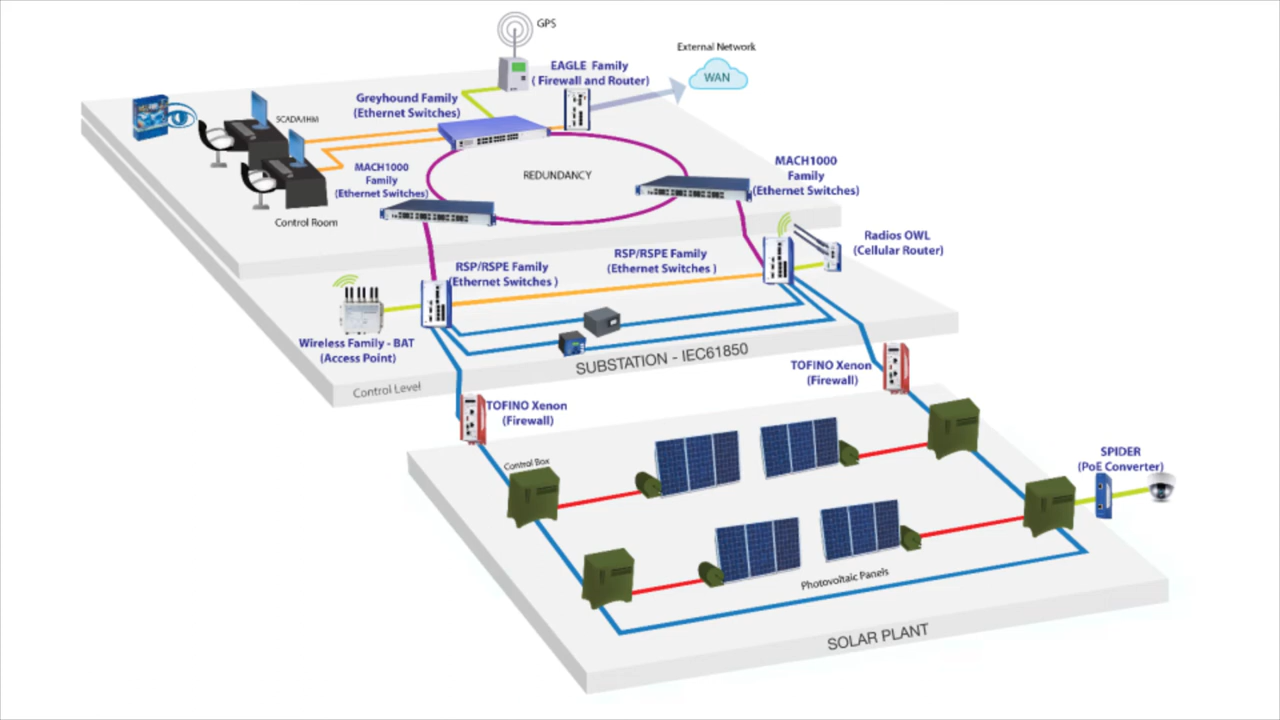 GPS
External Network
WAN
EAGLE Family
( Firewall and Router)
Greyhound Family
(Ethernet Switches)
SCADA/IHM
MACH1000
Family
(Ethernet Switches)
REDUNDANCY
MACH1000
Family
(Ethernet Switches)
Control Room
Radios OWL
(Cellular Router)
RSP/RSPE Family
(Ethernet Switches )
RSP/RSPE Family
(Ethernet Switches )
Wireless Family - BAT
(Access Point)
SUBSTATION - IEC61850
Control Level
TOFINO Xenon
(Firewall)
TOFINO Xenon
(Firewall)
Control Box
SPIDER
(PoE Converter)
Photovoltaic Panels
SOLAR PLANT